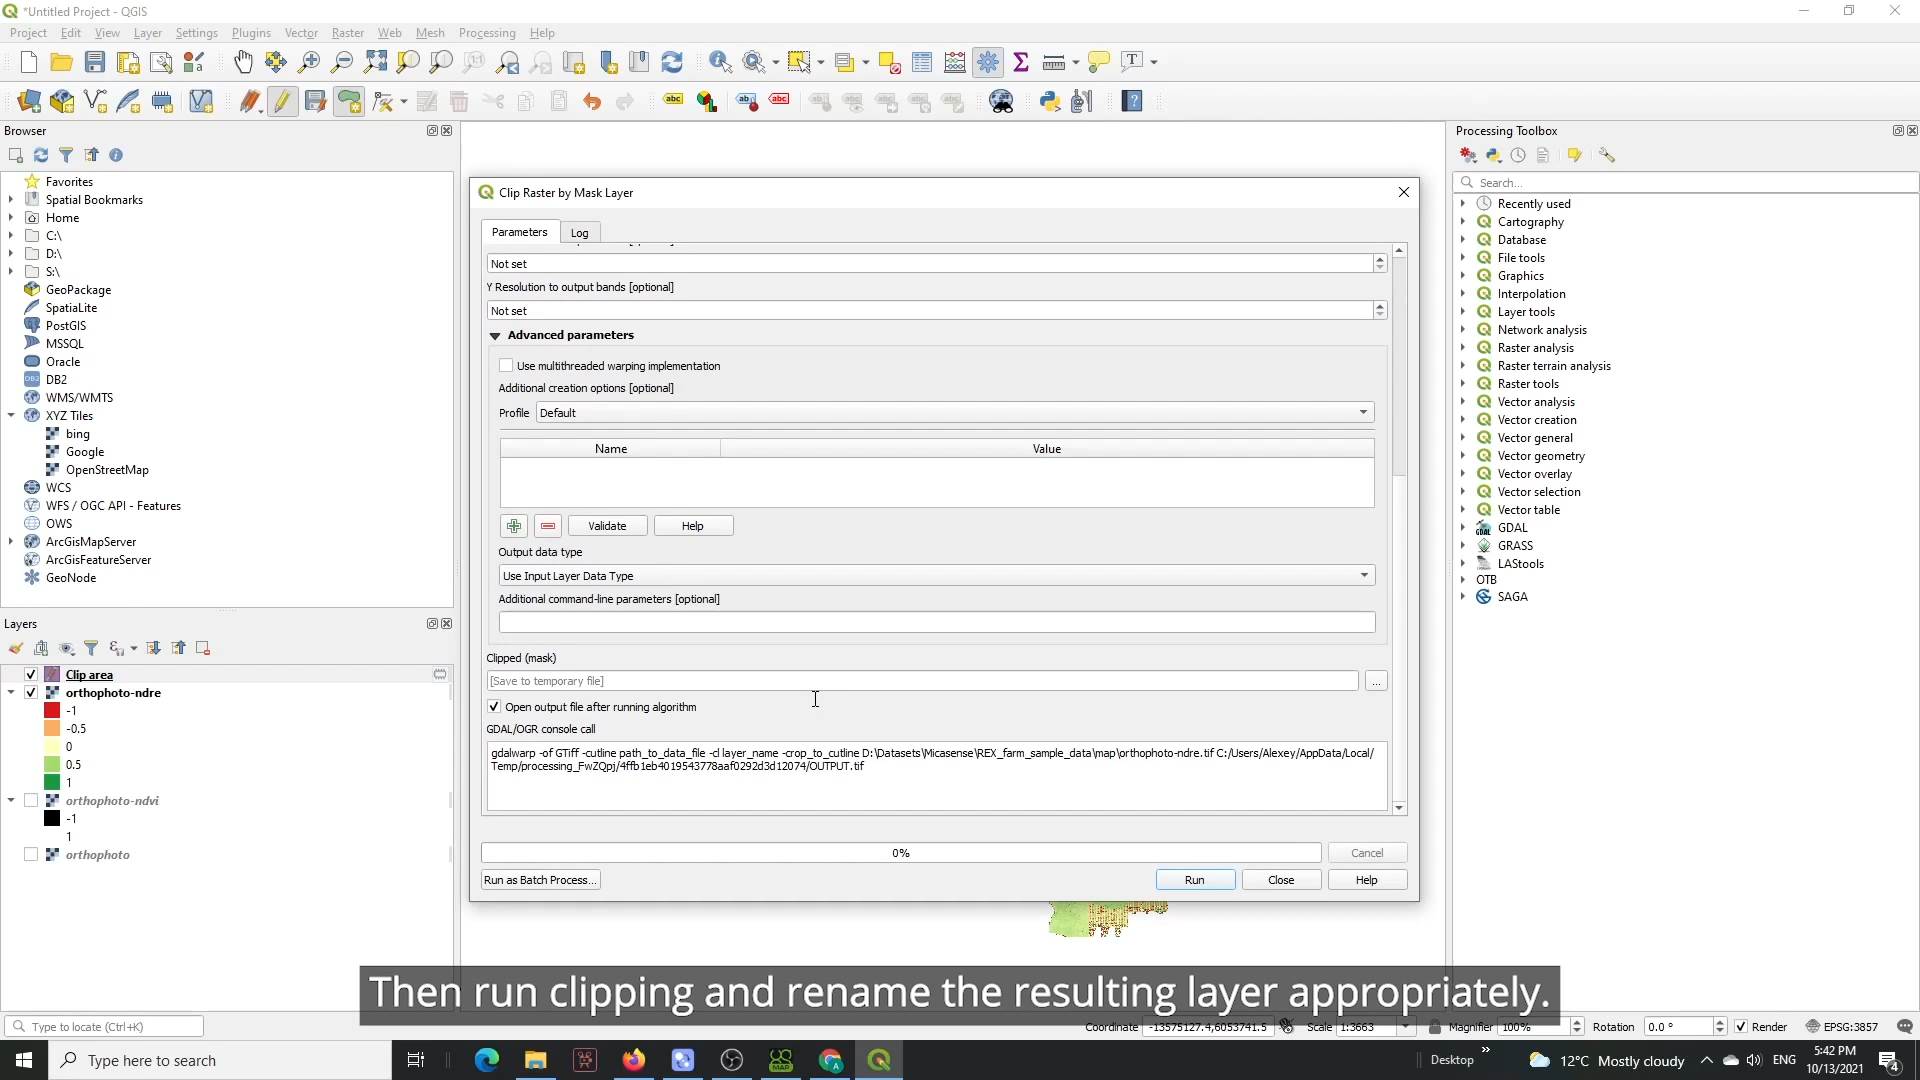 *Untitled Project - QGIS
Project Edit View Layer Settings Plugins Vector Raster Web Mesh Processing Help
Browser
Favorites
Spatial Bookmarks
Home
C:\
D:\
S:\
GeoPackage
SpatiaLite
PostGIS
MSSQL
Oracle
DB2
WMS/WMTS
XYZ Tiles
bing
Google
OpenStreetMap
WCS
WFS / OGC API - Features
OWS
ArcGisMapServer
ArcGisFeatureServer
GeoNode
Layers
Clip area
orthophoto-ndre
-1
-0.5
0
0.5
1
orthophoto-ndvi
-1
1
orthophoto
Clip Raster by Mask Layer
Parameters Log
Not set
Y Resolution to output bands [optional]
Not set
Advanced parameters
Use multithreaded warping implementation
Additional creation options [optional]
Profile Default
Name Value
Validate Help
Output data type
Use Input Layer Data Type
Additional command-line parameters [optional]
Clipped (mask)
[Save to temporary file]
...
Open output file after running algorithm
GDAL/OGR console call
gdalwarp -of GTiff -cutline path_to_data_file -cl layer_name -crop_to_cutline D:\Datasets\Micasense\REX_farm_sample_data\map\orthophoto-ndre.tif C:/Users/Alexey/AppData/Local/
Temp/processing_FwZQpj/4ffb1eb4019543778aaf0292d3d12074/OUTPUT.tif
0% Cancel
Run as Batch Process... Run Close Help
Processing Toolbox
Search...
Recently used
Cartography
Database
File tools
Graphics
Interpolation
Layer tools
Network analysis
Raster analysis
Raster terrain analysis
Raster tools
Vector analysis
Vector creation
Vector general
Vector geometry
Vector overlay
Vector selection
Vector table
GDAL
GRASS
LAStools
OTB
SAGA
Then run clipping and rename the resulting layer appropriately.
Type to locate (Ctrl+K) Coordinate -13575127.4,6053741.5 Scale 1:3663 Magnifier 100% Rotation 0.0 ° Render EPSG:3857
Type here to search Desktop 12°C Mostly cloudy ENG 5:42 PM
10/13/2021 4